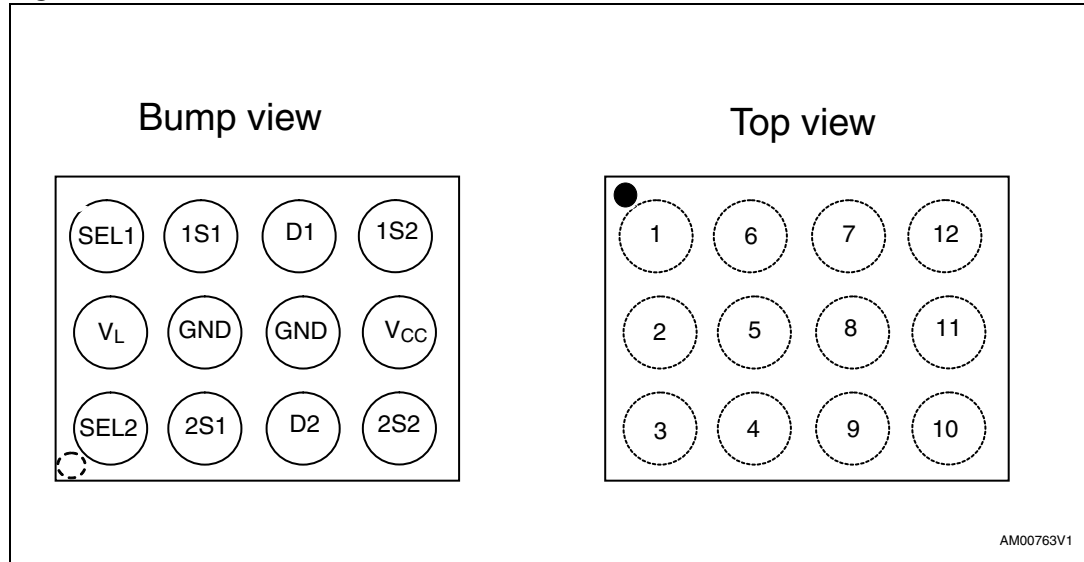 Bump view
Top view
SEL1 1S1 D1 1S2
VL GND GND VCC
SEL2 2S1 D2 2S2
1 6 7 12
2 5 8 11
3 4 9 10
AM00763V1